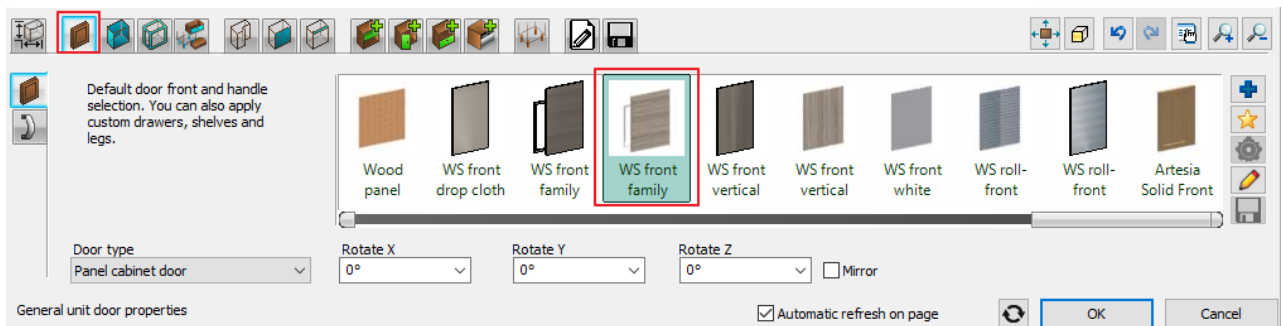 Default door front and handle
selection. You can also apply
custom drawers, shelves and
legs.
Wood
panel
WS front
drop cloth
WS front
family
WS front
family
WS front
vertical
WS front
vertical
WS front
white
WS roll-
front
WS roll-
front
Artesia
Solid Front
Door type
Panel cabinet door
Rotate X
0°
Rotate Y
0°
Rotate Z
0°
Mirror
General unit door properties
Automatic refresh on page
OK
Cancel